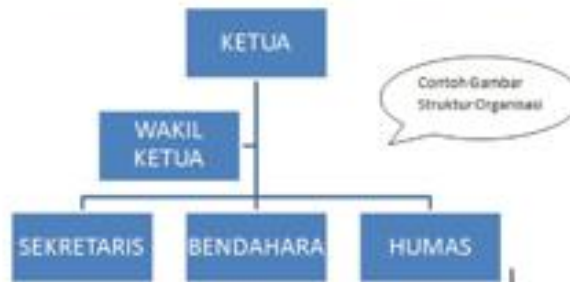 KETUA
Contoh Gambar
Struktur Organisasi
WAKIL
KETUA
SEKRETARIS
BENDAHARA
HUMAS